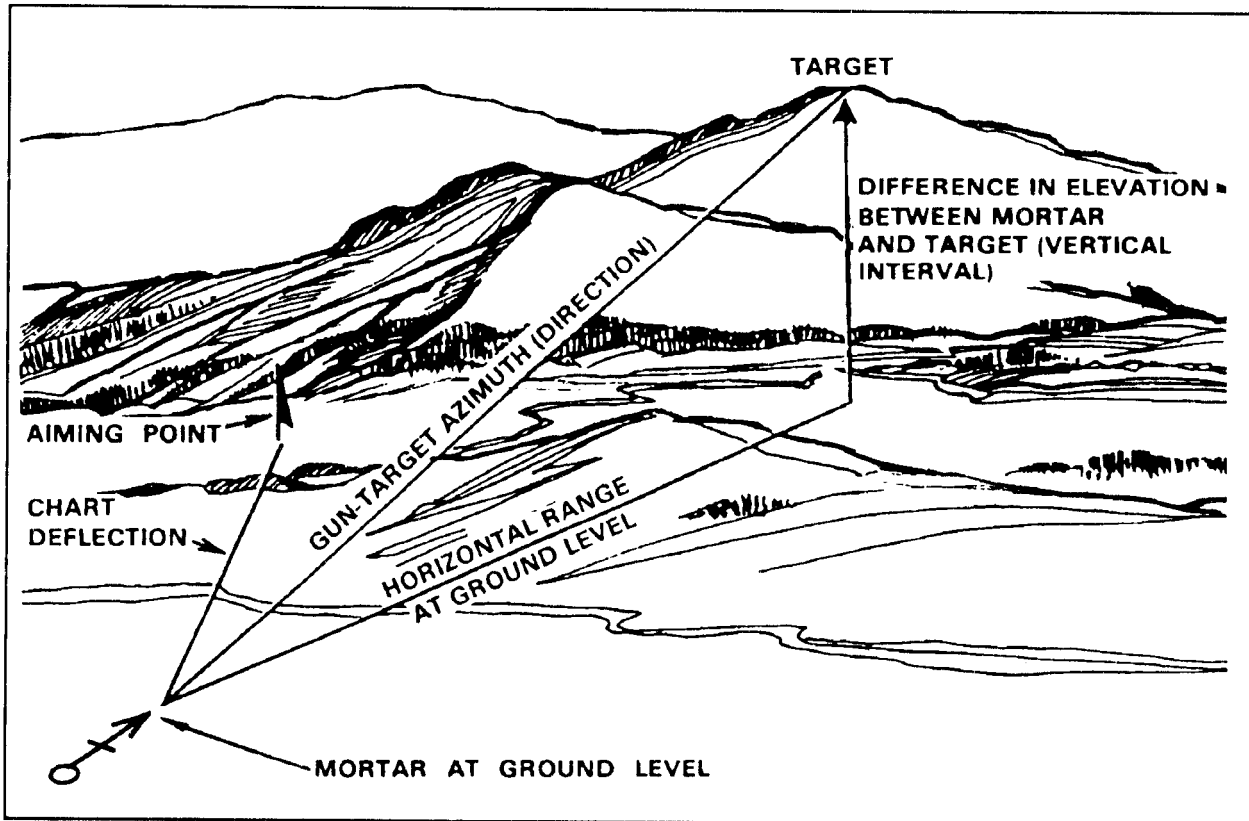 TARGET
DIFFERENCE IN ELEVATION
BETWEEN MORTAR
AND TARGET (VERTICAL
INTERVAL)
GUN-TARGET AZIMUTH (DIRECTION)
AIMING POINT
CHART
DEFLECTION
HORIZONTAL RANGE
AT GROUND LEVEL
MORTAR AT GROUND LEVEL